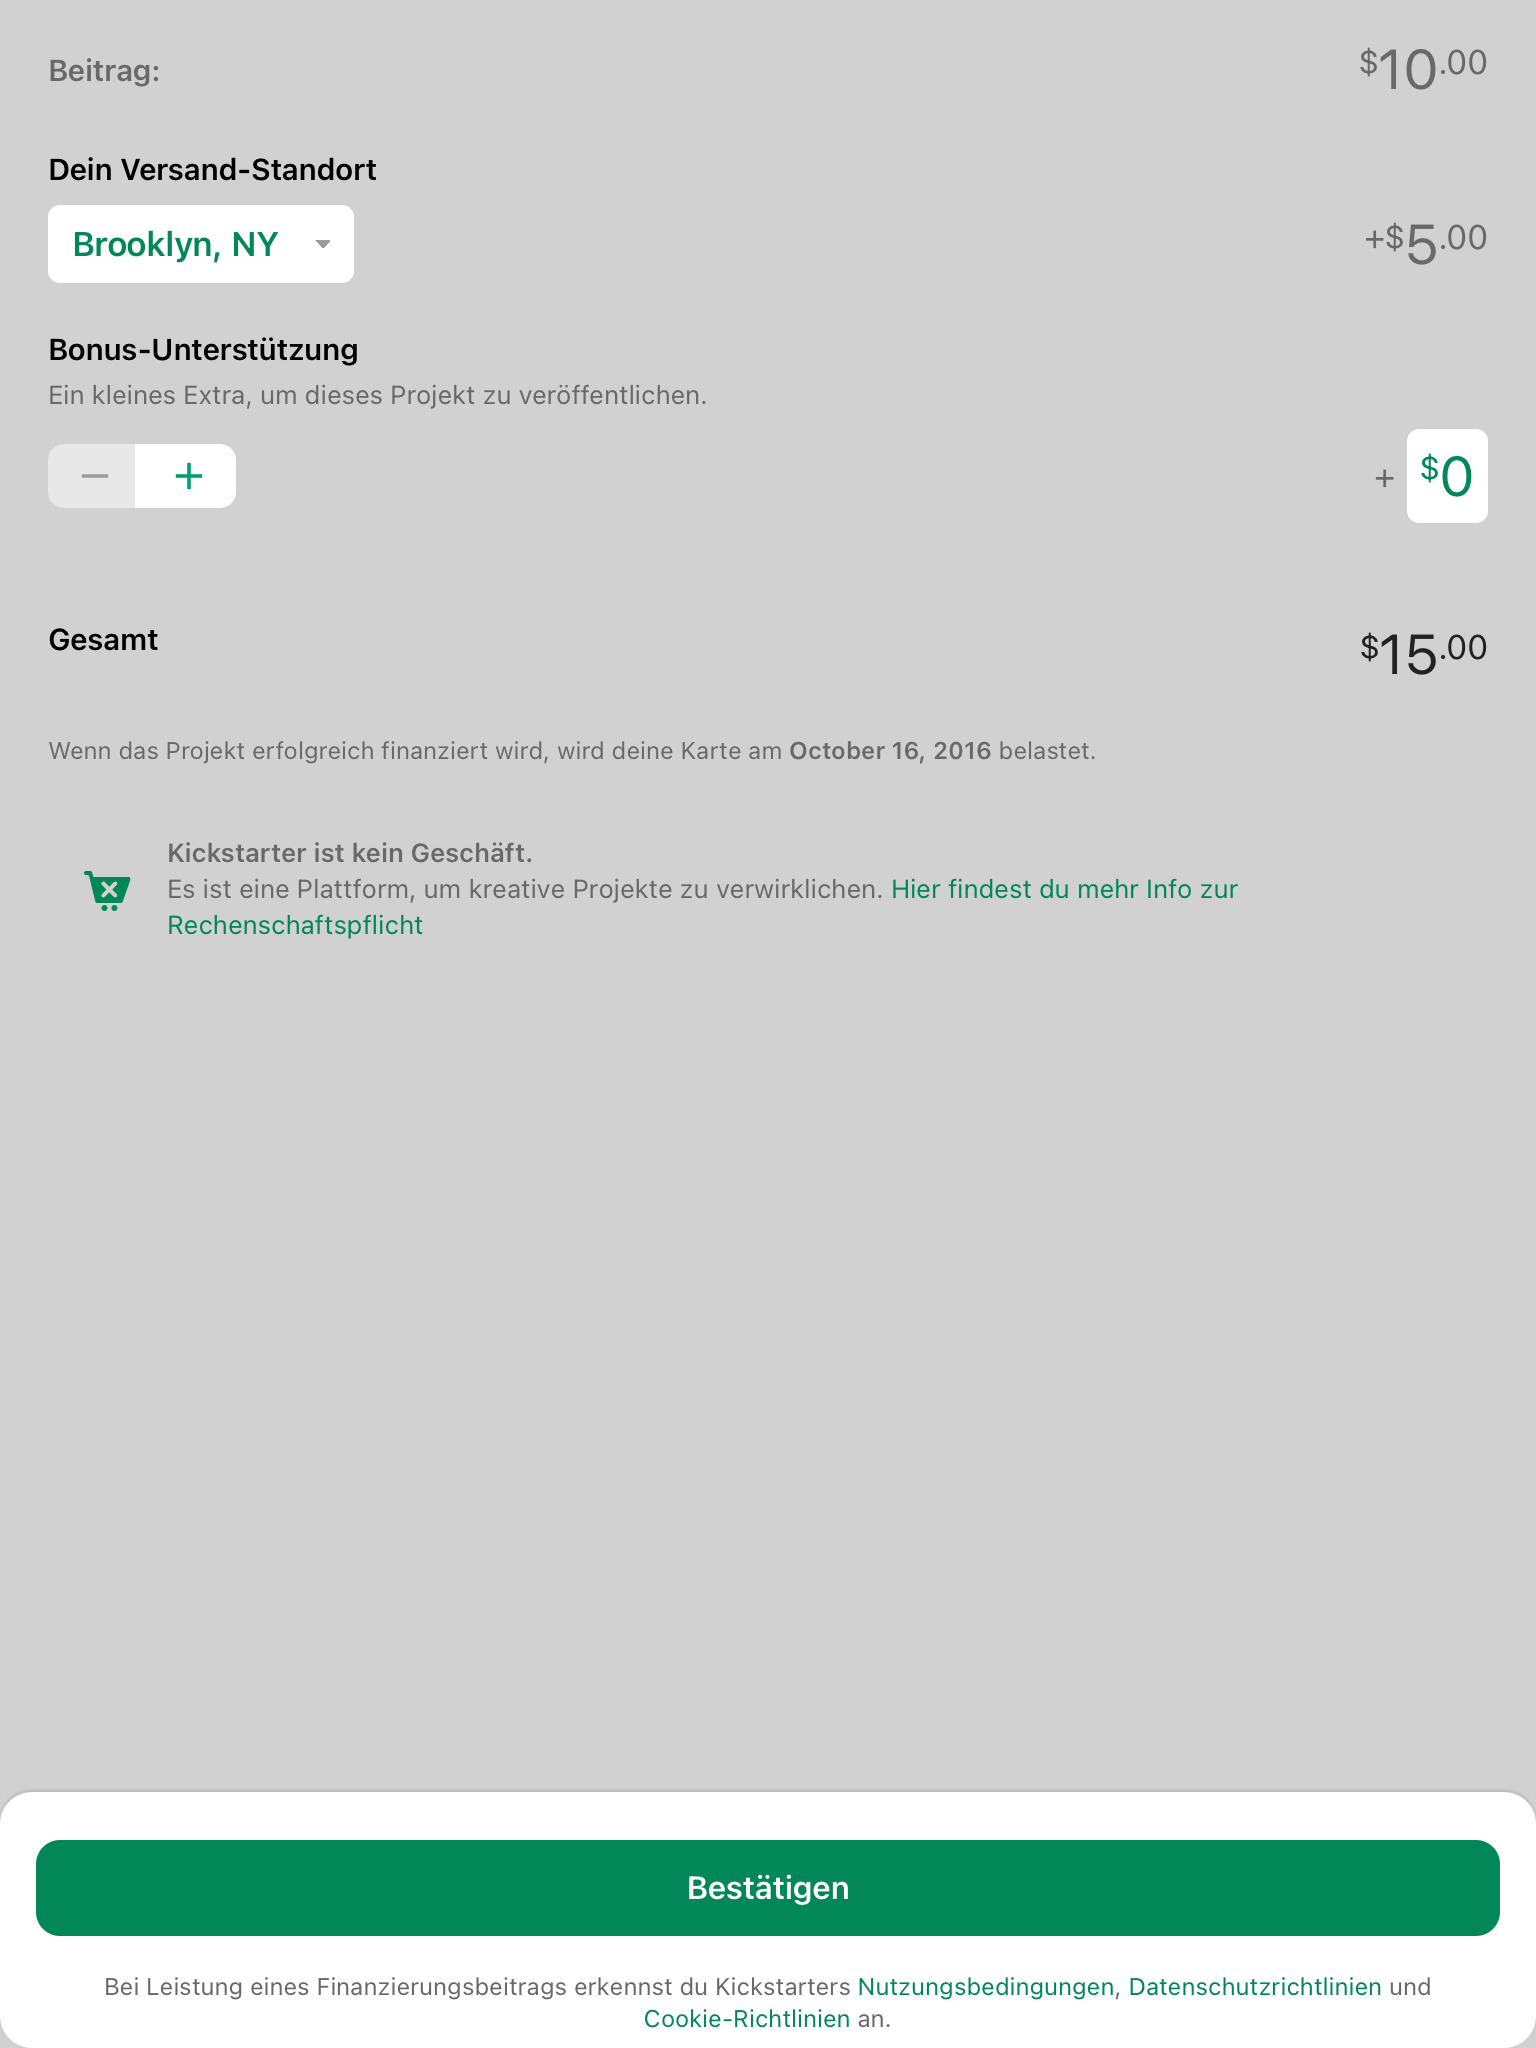 Beitrag:
$10.00
Dein Versand-Standort
Brooklyn, NY
+$5.00
Bonus-Unterstützung
Ein kleines Extra, um dieses Projekt zu veröffentlichen.
+ $0
Gesamt
$15.00
Wenn das Projekt erfolgreich finanziert wird, wird deine Karte am October 16, 2016 belastet.
Kickstarter ist kein Geschäft.
Es ist eine Plattform, um kreative Projekte zu verwirklichen. Hier findest du mehr Info zur
Rechenschaftspflicht
Bestätigen
Bei Leistung eines Finanzierungsbeitrags erkennst du Kickstarters Nutzungsbedingungen, Datenschutzrichtlinien und
Cookie-Richtlinien an.